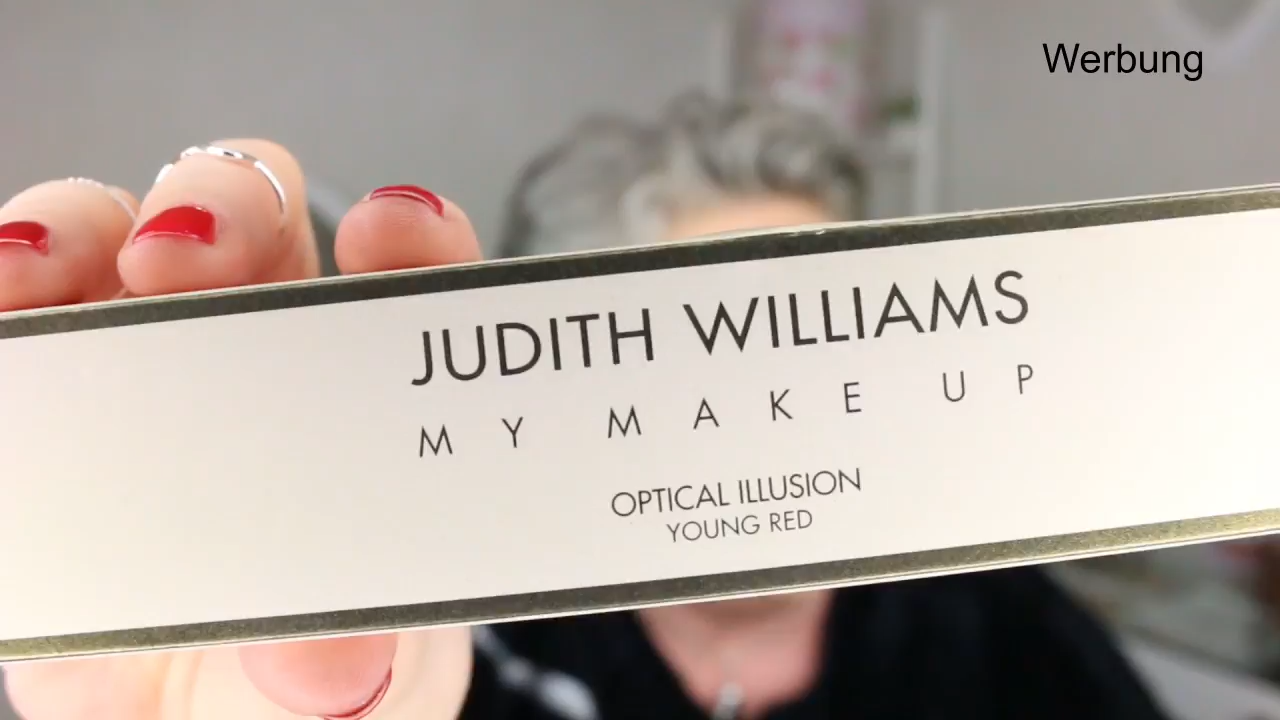 Werbung
JUDITH WILLIAMS
MY MAKE UP
OPTICAL ILLUSION
YOUNG RED